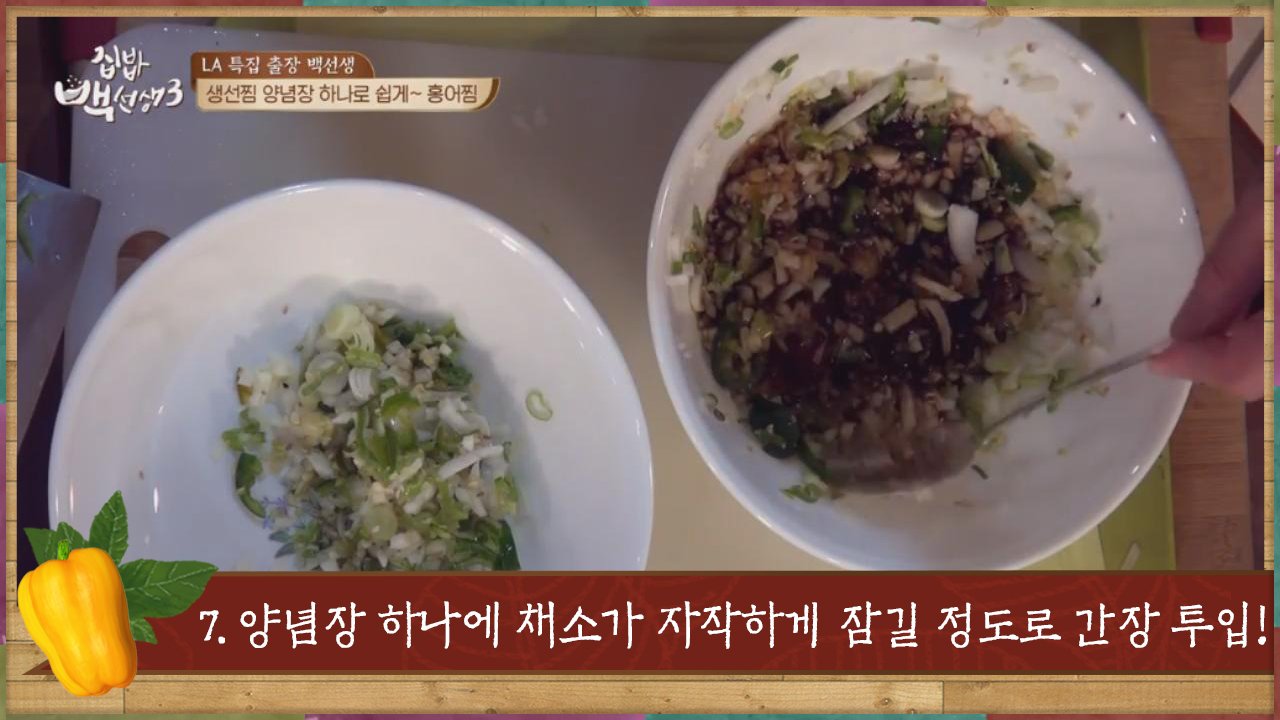 집밥
백선생3
LA 특집 출장 백선생
생선찜 양념장 하나로 쉽게~ 홍어찜
7. 양념장 하나에 채소가 자작하게 잠길 정도로 간장 투입!